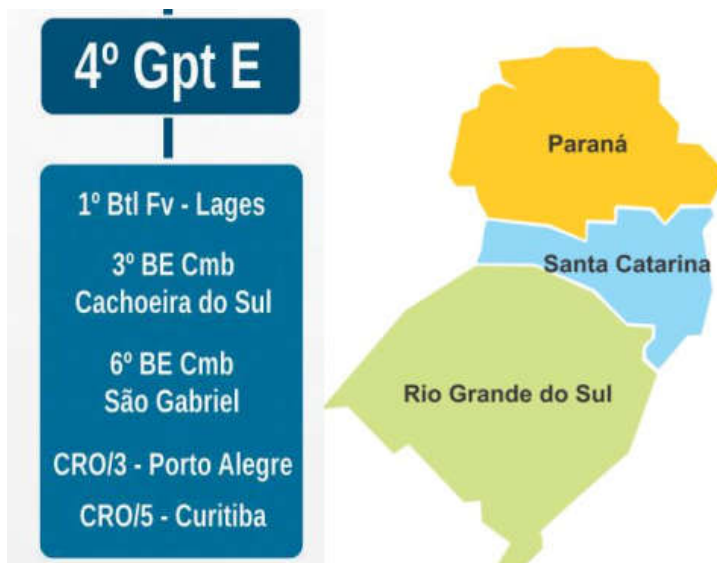 4º Gpt E
1º Btl Fv - Lages
3º BE Cmb
Cachoeira do Sul
6º BE Cmb
São Gabriel
CRO/3 - Porto Alegre
CRO/5 - Curitiba
Paraná
Santa Catarina
Rio Grande do Sul